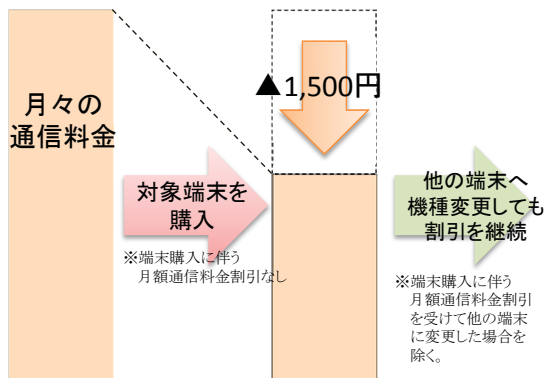 月々の
通信料金
▲1,500円
対象端末を
購入
※端末購入に伴う
月額通信料金割引なし
他の端末へ
機種変更しても
割引を継続
※端末購入に伴う
月額通信料金割引
を受けて他の端末
に変更した場合を
除く。